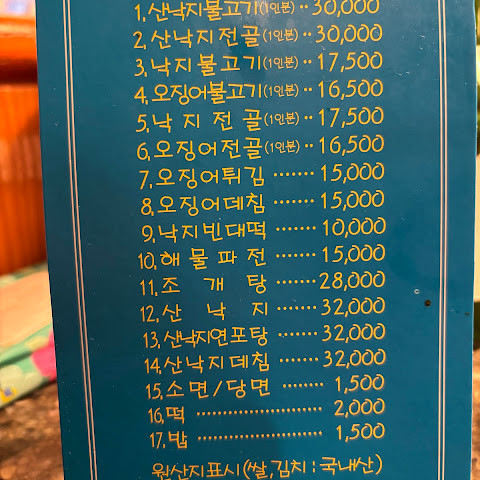 1.산낙지불고기(1인분)‥30,000
2.산낙지전골(1인분)‥30,000
3.낙지불고기(1인분)‥17,500
4.오징어불고기(1인분)‥16,500
5.낙지전골(1인분)‥17,500
6.오징어전골(1인분)‥16,500
7.오징어튀김 ······· 15,000
8.오징어데침 ······· 15,000
9.낙지빈대떡 ······· 10,000
10.해물파전 ······· 15,000
11.조개탕 ······· 28,000
12.산낙지 ······· 32,000
13.산낙지연포탕 ······· 32,000
14.산낙지데침 ······· 32,000
15.소면/당면 ········ 1,500
16.떡 ····················· 2,000
17.밥 ····················· 1,500
원산지표시(쌀,김치:국내산)